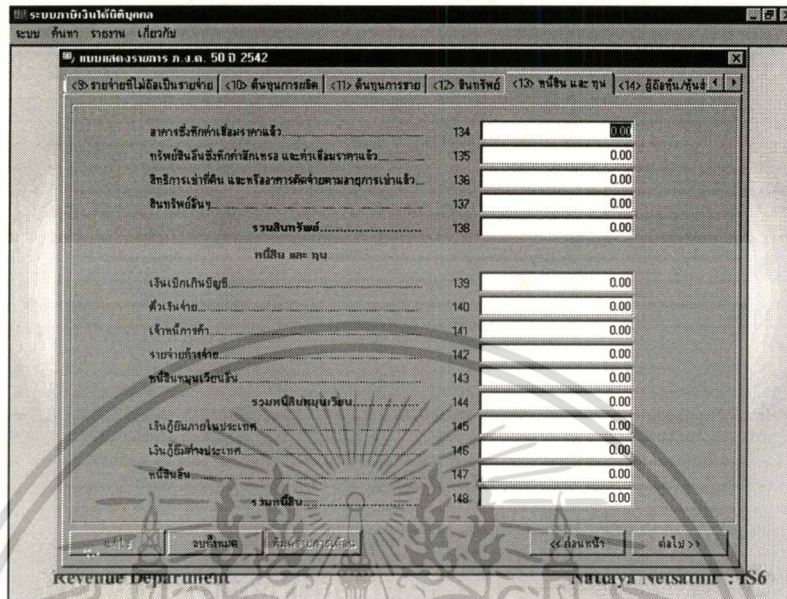 ระบบภาษีเงินได้นิติบุคคล
ระบบ ค้นหา รายงาน เกี่ยวกับ
แบบแสดงรายการ ภ.ง.ด. 50 ปี 2542
<9> รายจ่ายที่ไม่ถือเป็นรายจ่าย <10> ต้นทุนการผลิต <11> ต้นทุนการขาย <12> สินทรัพย์ <13> หนี้สิน และ ทุน <14> ผู้ถือหุ้น/หุ้นส่
อาคารซึ่งหักค่าเสื่อมราคาแล้ว 134 0.00
ทรัพย์สินอื่นซึ่งหักค่าสึกหรอ และค่าเสื่อมราคาแล้ว 135 0.00
สิทธิการเช่าที่ดิน และหรืออาคารตัดจ่ายตามอายุการเช่าแล้ว... 136 0.00
สินทรัพย์อื่นๆ 137 0.00
รวมสินทรัพย์ 138 0.00
หนี้สิน และ ทุน
เงินเบิกเกินบัญชี 139 0.00
ตั๋วเงินจ่าย 140 0.00
เจ้าหนี้การค้า 141 0.00
รายจ่ายค้างจ่าย 142 0.00
หนี้สินหมุนเวียนอื่น 143 0.00
รวมหนี้สินหมุนเวียน 144 0.00
เงินกู้ยืมภายในประเทศ 145 0.00
เงินกู้ยืมต่างประเทศ 146 0.00
หนี้สินอื่น 147 0.00
รวมหนี้สิน 148 0.00
แก้ไข จบทั้งหมด << ก่อนหน้า ต่อไป >>
Revenue Department Nattaya Netsathit : IS6